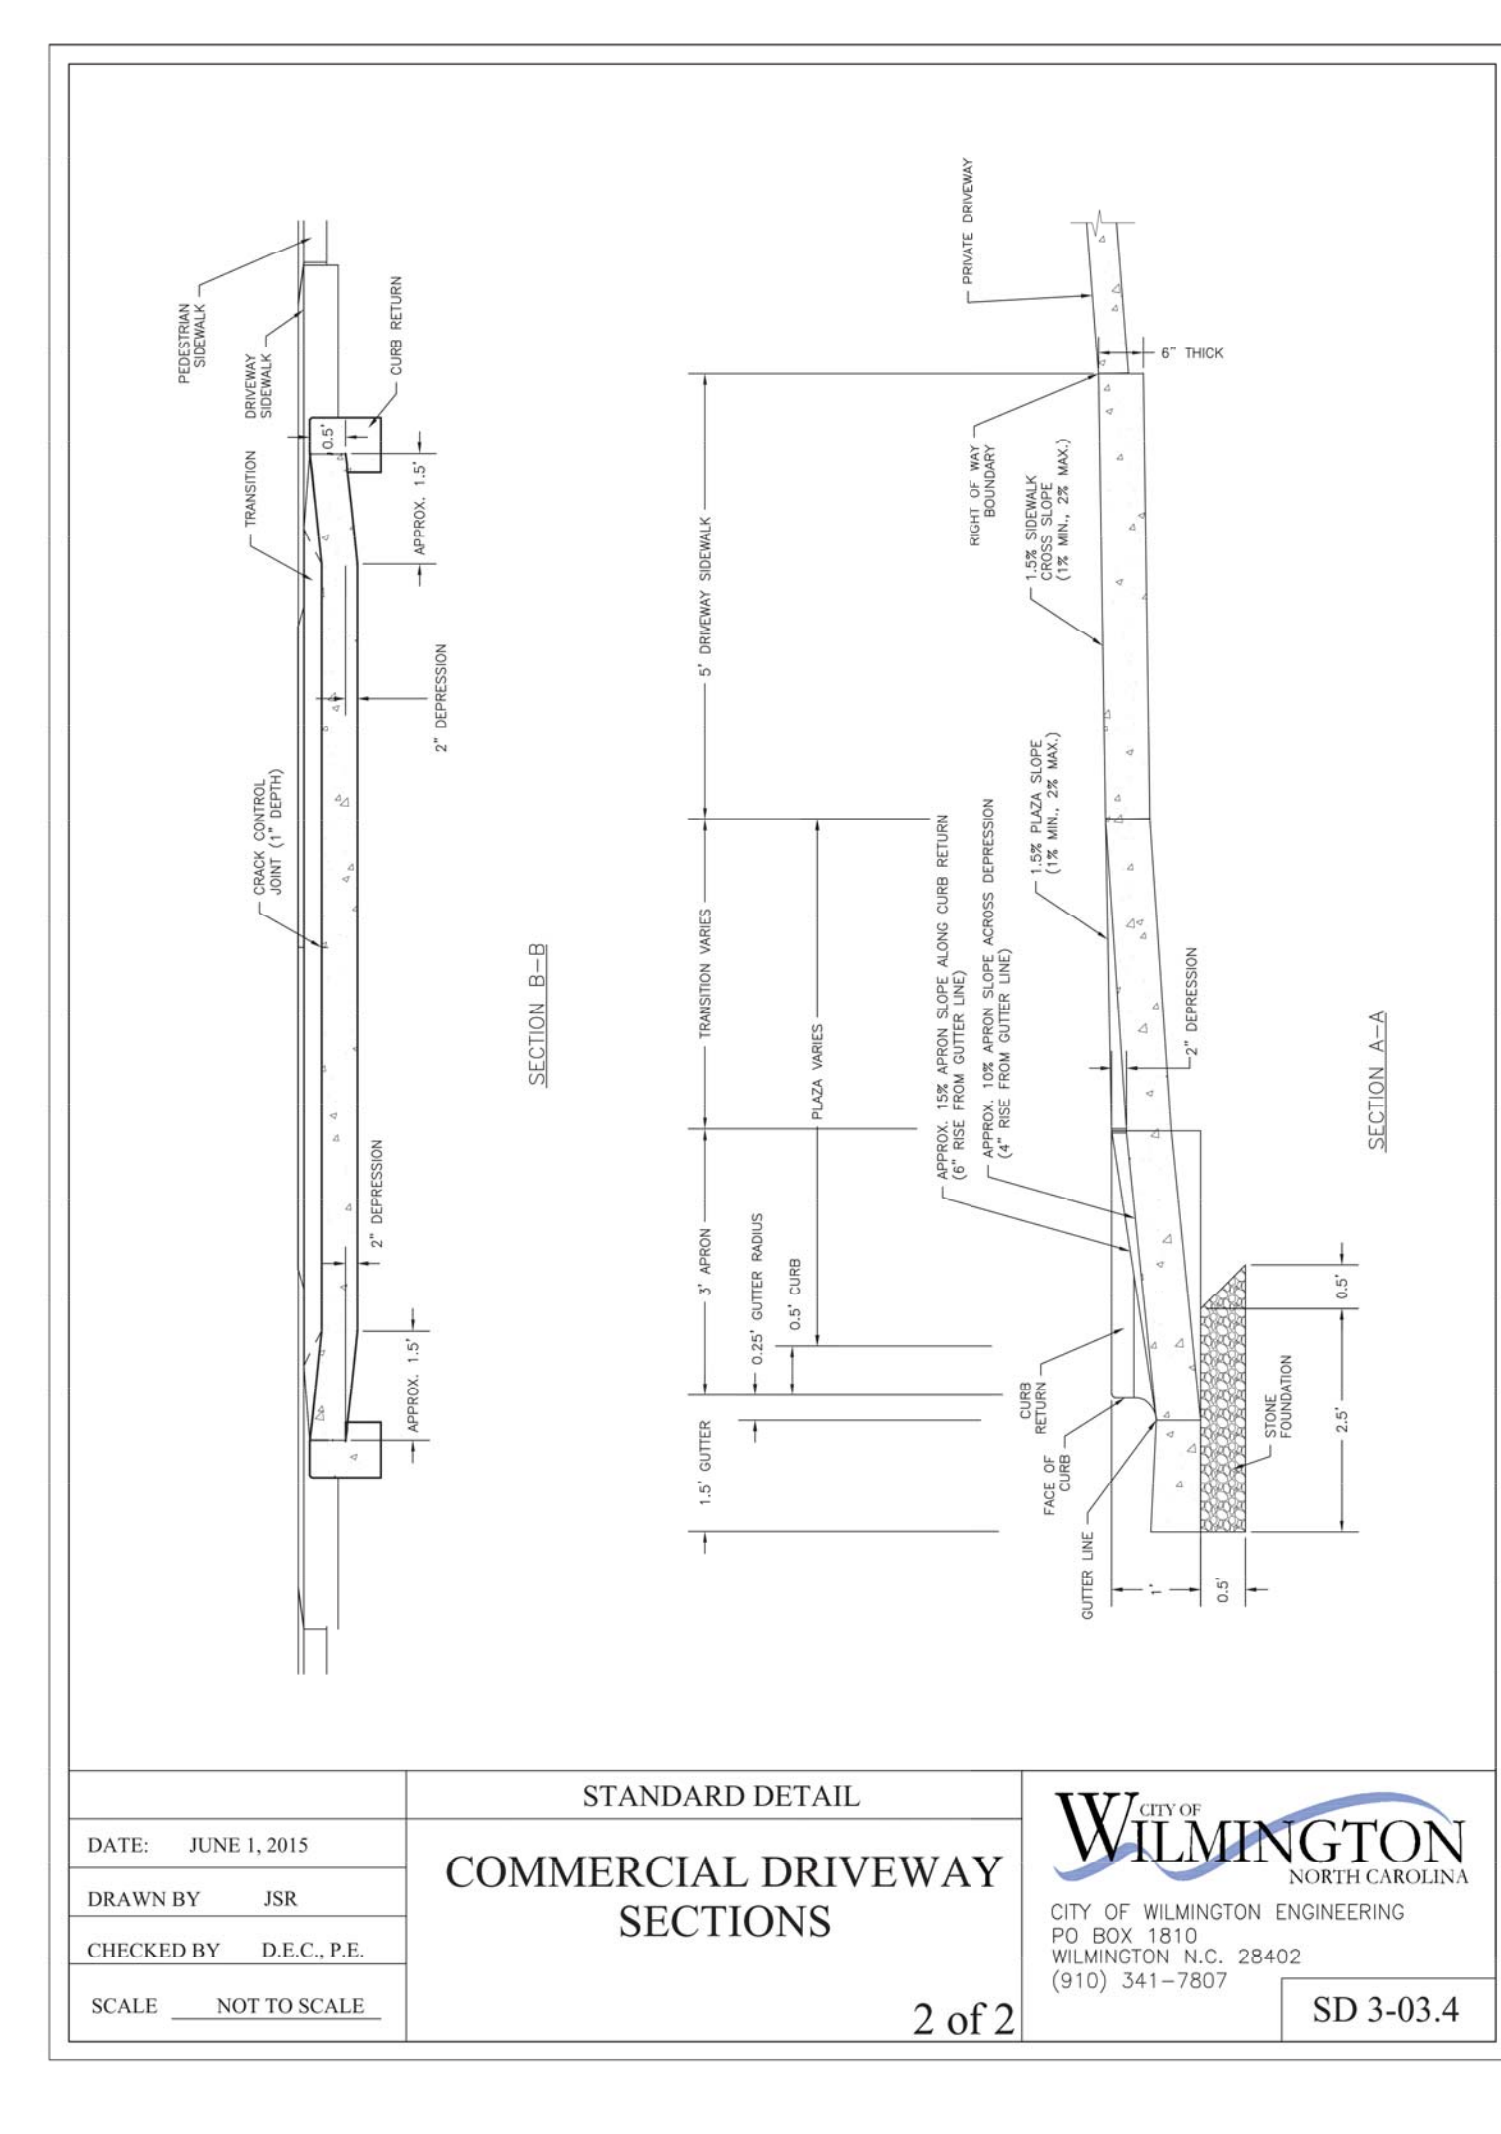 PEDESTRIAN
SIDEWALK
DRIVEWAY
SIDEWALK
TRANSITION
CURB RETURN
0.5'
APPROX. 1.5'
2" DEPRESSION
CRACK CONTROL
JOINT (1" DEPTH)
2" DEPRESSION
APPROX. 1.5'
SECTION B-B
PRIVATE DRIVEWAY
6" THICK
RIGHT OF WAY
BOUNDARY
1.5% SIDEWALK
CROSS SLOPE
(1% MIN., 2% MAX.)
5' DRIVEWAY SIDEWALK
1.5% PLAZA SLOPE
(1% MIN., 2% MAX.)
TRANSITION VARIES
PLAZA VARIES
APPROX. 15% APRON SLOPE ALONG CURB RETURN
(6" RISE FROM GUTTER LINE)
APPROX. 10% APRON SLOPE ACROSS DEPRESSION
(4" RISE FROM GUTTER LINE)
2" DEPRESSION
3' APRON
0.25' GUTTER RADIUS
0.5' CURB
1.5' GUTTER
CURB
RETURN
FACE OF
CURB
GUTTER LINE
STONE
FOUNDATION
0.5'
2.5'
1'
0.5'
SECTION A-A
STANDARD DETAIL
COMMERCIAL DRIVEWAY
SECTIONS
2 of 2
DATE: JUNE 1, 2015
DRAWN BY JSR
CHECKED BY D.E.C., P.E.
SCALE NOT TO SCALE
CITY OF
WILMINGTON
NORTH CAROLINA
CITY OF WILMINGTON ENGINEERING
PO BOX 1810
WILMINGTON N.C. 28402
(910) 341-7807
SD 3-03.4